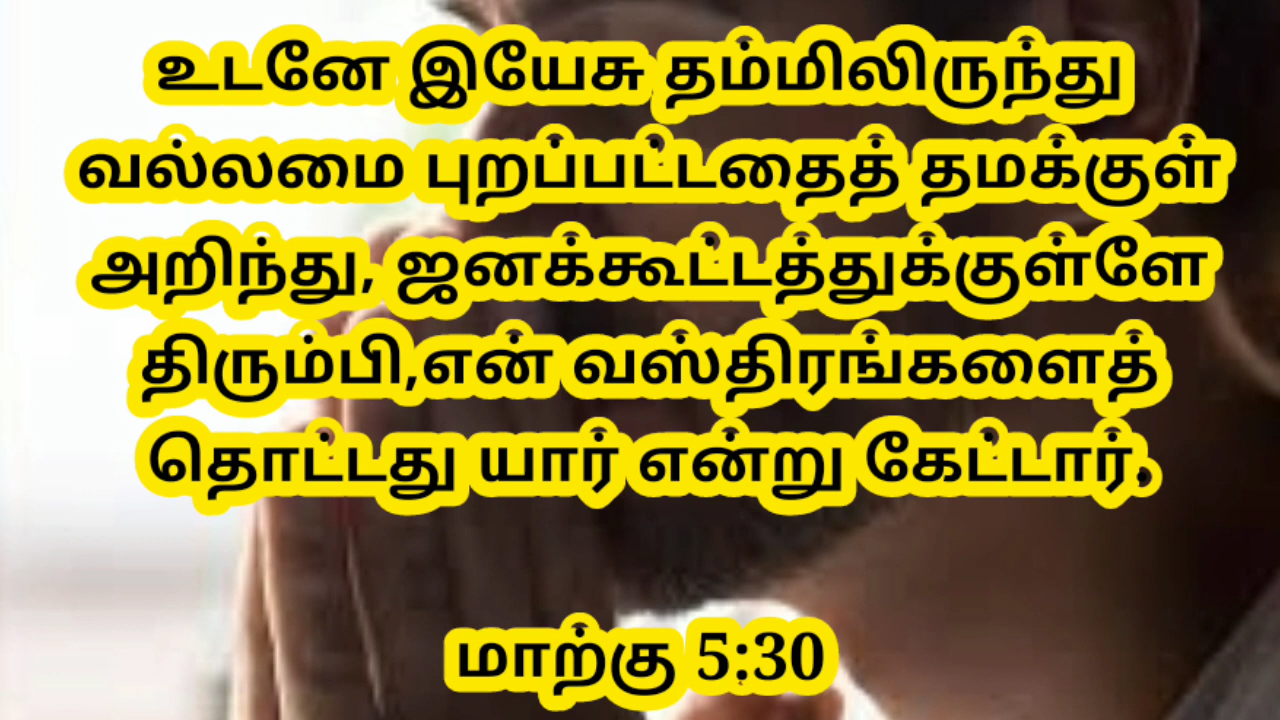 உடனே இயேசு தம்மிலிருந்து
வல்லமை புறப்பட்டதைத் தமக்குள்
அறிந்து, ஜனக்கூட்டத்துக்குள்ளே
திரும்பி,என் வஸ்திரங்களைத்
தொட்டது யார் என்று கேட்டார்.
மாற்கு 5:30